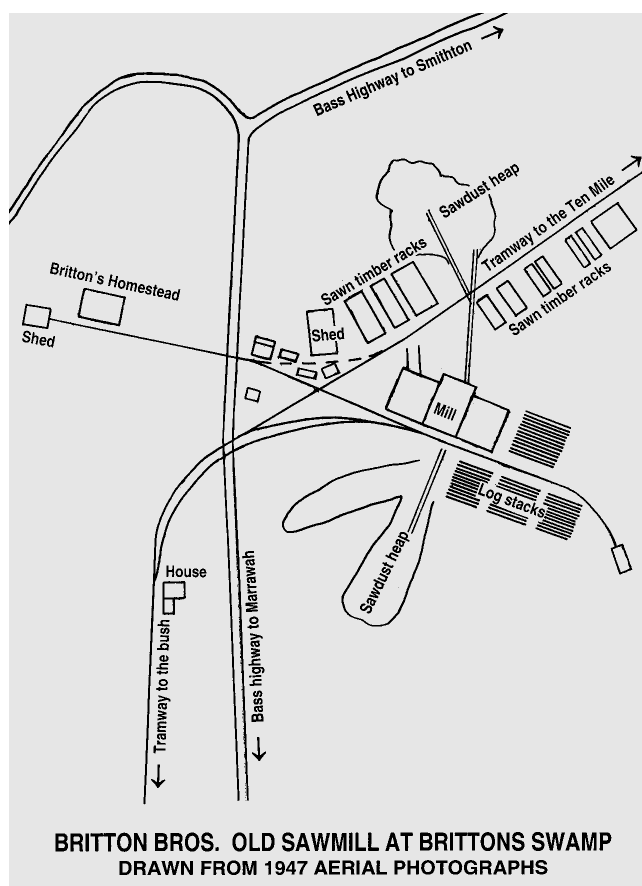 Bass Highway to Smithton
Sawdust heap
Tramway to the Ten Mile
Britton's Homestead
Sawn timber racks
Sawn timber racks
Shed
Shed
Mill
Log stacks
Sawdust heap
House
Tramway to the bush
Bass highway to Marrawah
BRITTON BROS. OLD SAWMILL AT BRITTONS SWAMP
DRAWN FROM 1947 AERIAL PHOTOGRAPHS